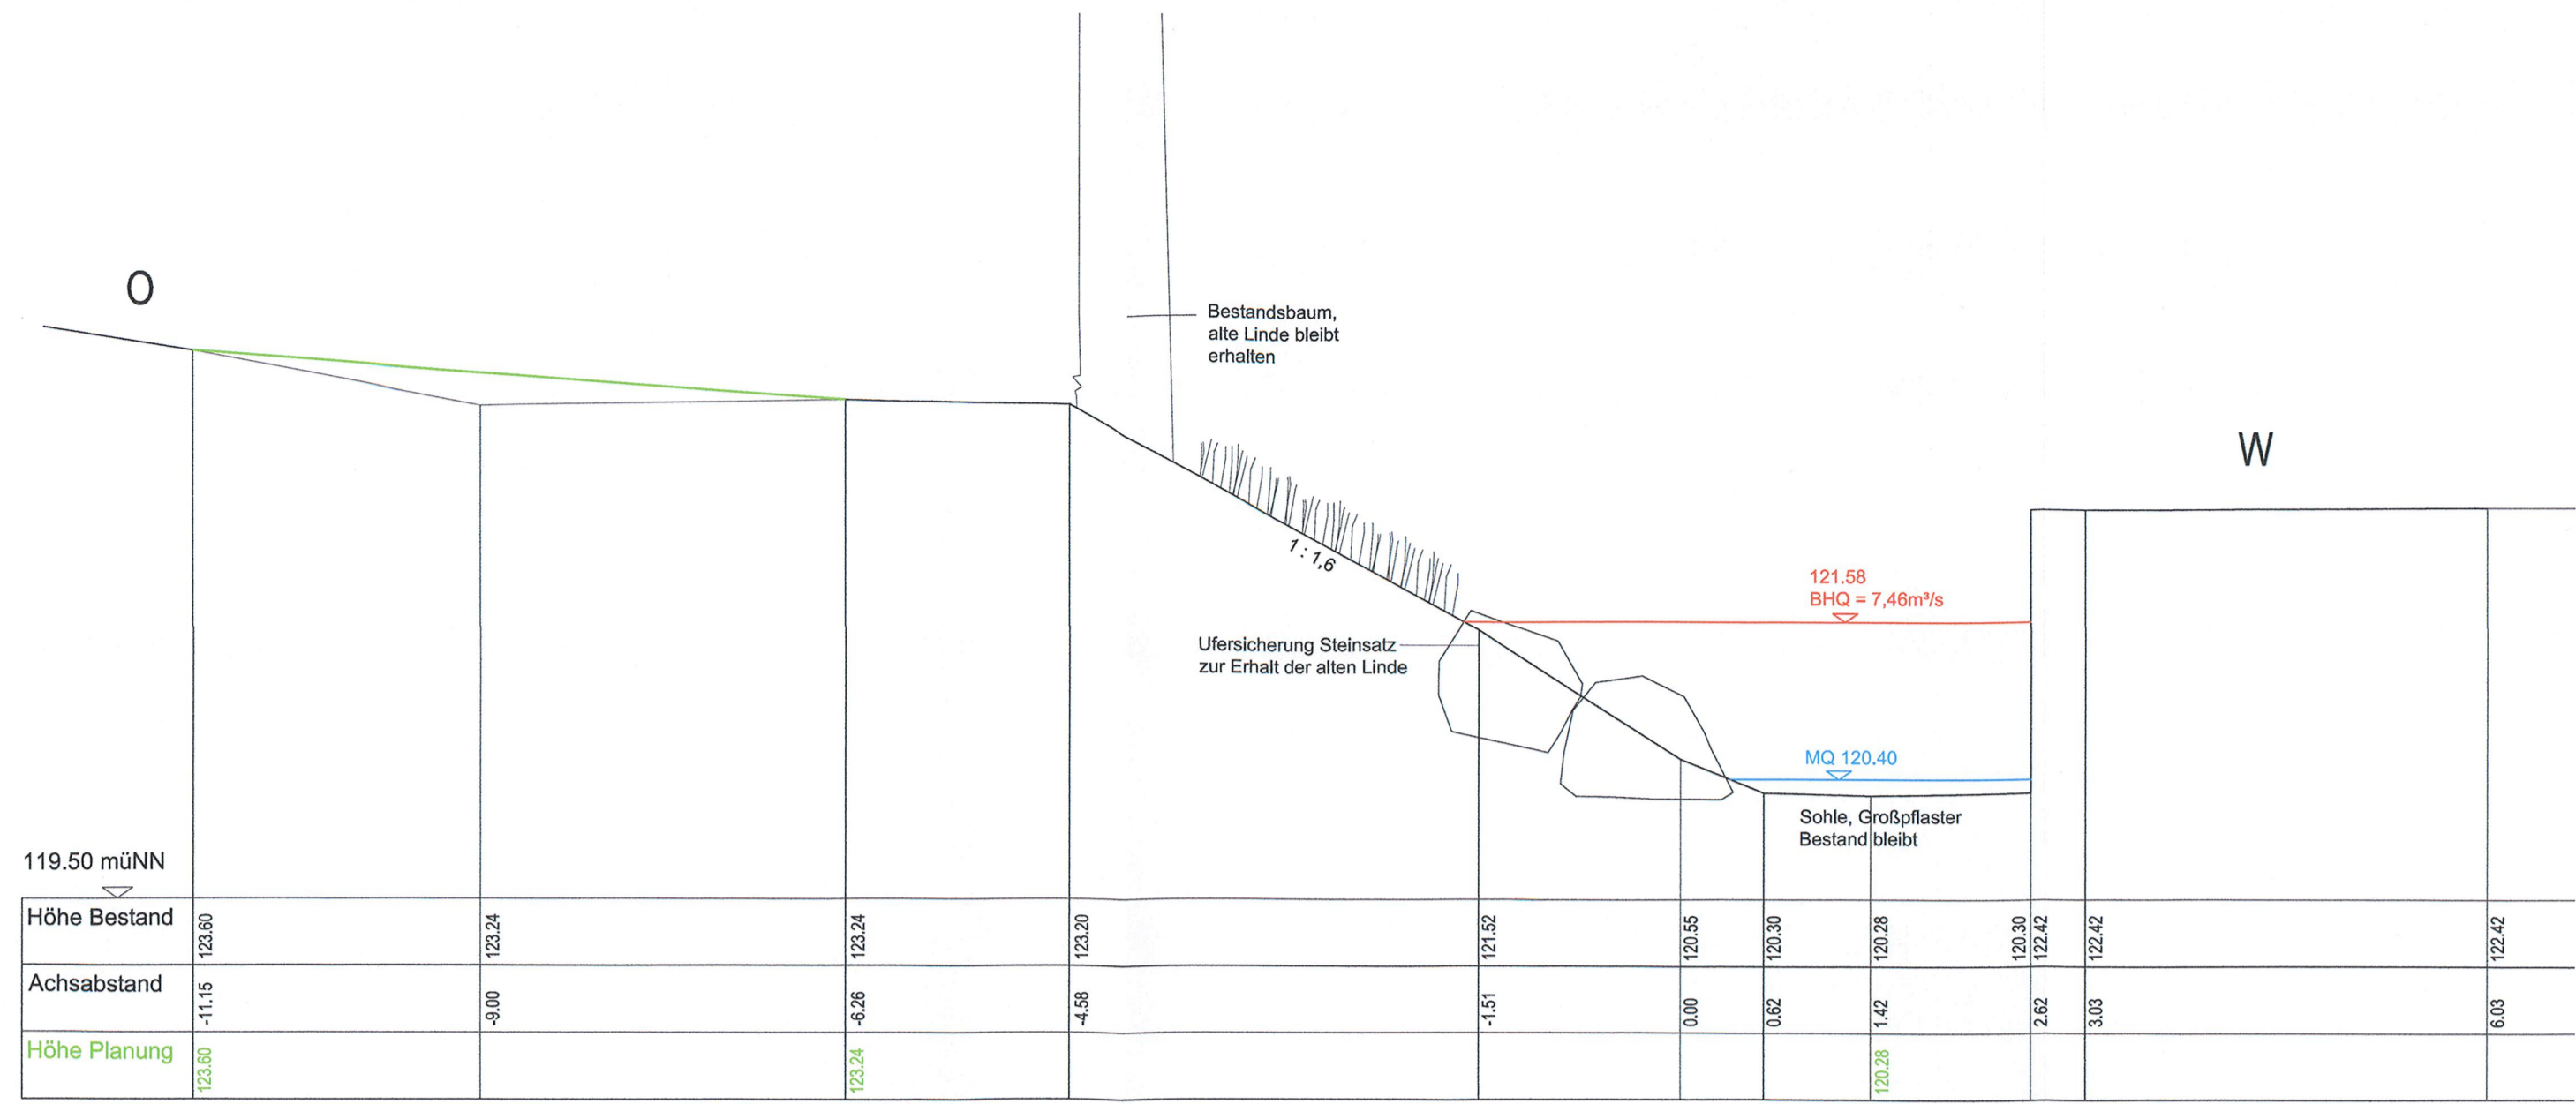 O
Bestandsbaum,
alte Linde bleibt
erhalten
W
1 : 1,6
121.58
BHQ = 7,46m³/s
Ufersicherung Steinsatz
zur Erhalt der alten Linde
MQ 120.40
Sohle, Großpflaster
Bestand bleibt
119.50 müNN
Höhe Bestand 123.60 123.24 123.24 123.20 121.52 120.55 120.30 120.28 120.30 122.42 122.42 122.42
Achsabstand -11.15 -9.00 -6.26 -4.58 -1.51 0.00 0.62 1.42 2.62 3.03 6.03
Höhe Planung 123.60 123.24 120.28